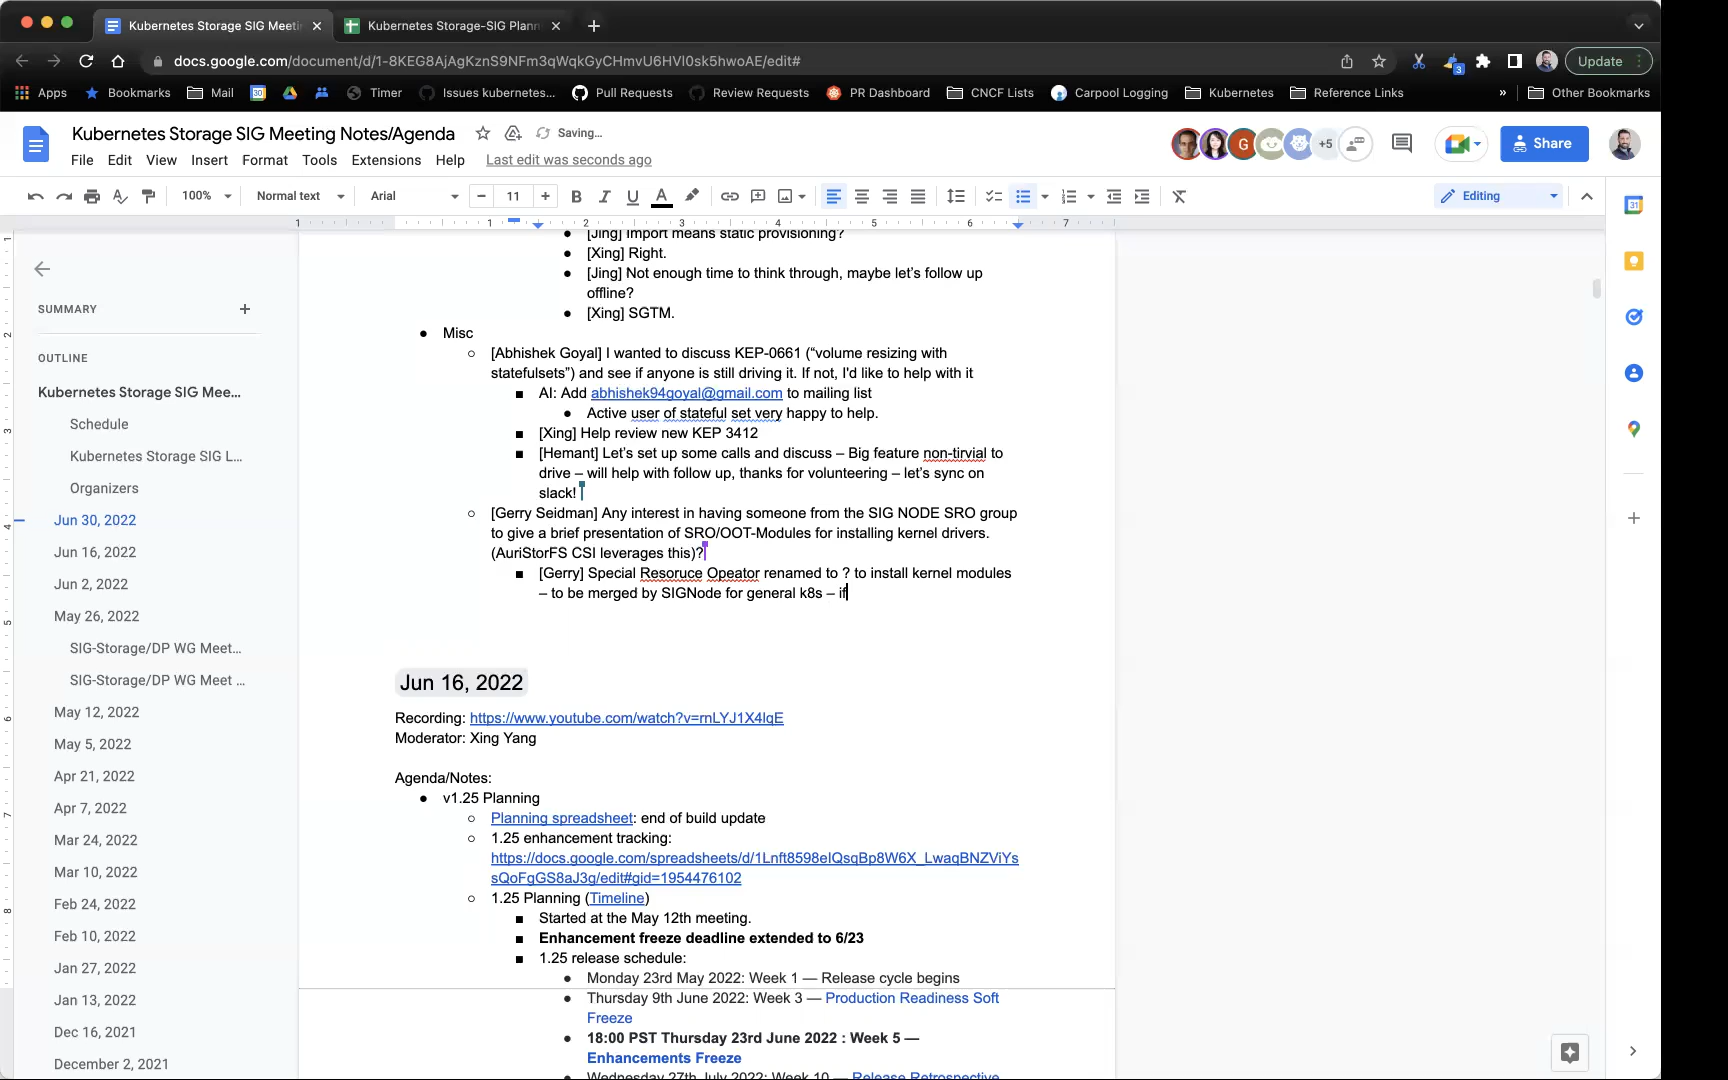 Kubernetes Storage SIG Meeti
Kubernetes Storage-SIG Plann
docs.google.com/document/d/1-8KEG8AjAgKznS9NFm3qWqkGyCHmvU6HVl0sk5hwoAE/edit#
Update
Apps
Bookmarks
Mail
Timer
Issues kubernetes...
Pull Requests
Review Requests
PR Dashboard
CNCF Lists
Carpool Logging
Kubernetes
Reference Links
»
Other Bookmarks
Kubernetes Storage SIG Meeting Notes/Agenda
Saving...
File Edit View Insert Format Tools Extensions Help Last edit was seconds ago
G
+5
Share
100% Normal text Arial 11 Editing
SUMMARY
OUTLINE
Kubernetes Storage SIG Mee...
Schedule
Kubernetes Storage SIG L...
Organizers
Jun 30, 2022
Jun 16, 2022
Jun 2, 2022
May 26, 2022
SIG-Storage/DP WG Meet...
SIG-Storage/DP WG Meet ...
May 12, 2022
May 5, 2022
Apr 21, 2022
Apr 7, 2022
Mar 24, 2022
Mar 10, 2022
Feb 24, 2022
Feb 10, 2022
Jan 27, 2022
Jan 13, 2022
Dec 16, 2021
December 2, 2021
[Jing] Import means static provisioning?
[Xing] Right.
[Jing] Not enough time to think through, maybe let's follow up
offline?
[Xing] SGTM.
Misc
[Abhishek Goyal] I wanted to discuss KEP-0661 ("volume resizing with
statefulsets") and see if anyone is still driving it. If not, I'd like to help with it
AI: Add abhishek94goyal@gmail.com to mailing list
Active user of stateful set very happy to help.
[Xing] Help review new KEP 3412
[Hemant] Let's set up some calls and discuss – Big feature non-tirvial to
drive – will help with follow up, thanks for volunteering – let's sync on
slack!
[Gerry Seidman] Any interest in having someone from the SIG NODE SRO group
to give a brief presentation of SRO/OOT-Modules for installing kernel drivers.
(AuriStorFS CSI leverages this)?
[Gerry] Special Resoruce Opeator renamed to ? to install kernel modules
– to be merged by SIGNode for general k8s – if
Jun 16, 2022
Recording: https://www.youtube.com/watch?v=rnLYJ1X4lqE
Moderator: Xing Yang
Agenda/Notes:
v1.25 Planning
Planning spreadsheet: end of build update
1.25 enhancement tracking:
https://docs.google.com/spreadsheets/d/1Lnft8598eIQsqBp8W6X_LwaqBNZViYs
sQoFgGS8aJ3g/edit#gid=1954476102
1.25 Planning (Timeline)
Started at the May 12th meeting.
Enhancement freeze deadline extended to 6/23
1.25 release schedule:
Monday 23rd May 2022: Week 1 — Release cycle begins
Thursday 9th June 2022: Week 3 — Production Readiness Soft
Freeze
18:00 PST Thursday 23rd June 2022 : Week 5 —
Enhancements Freeze
Wednesday 27th July 2022: Week 10 — Release Retrospective